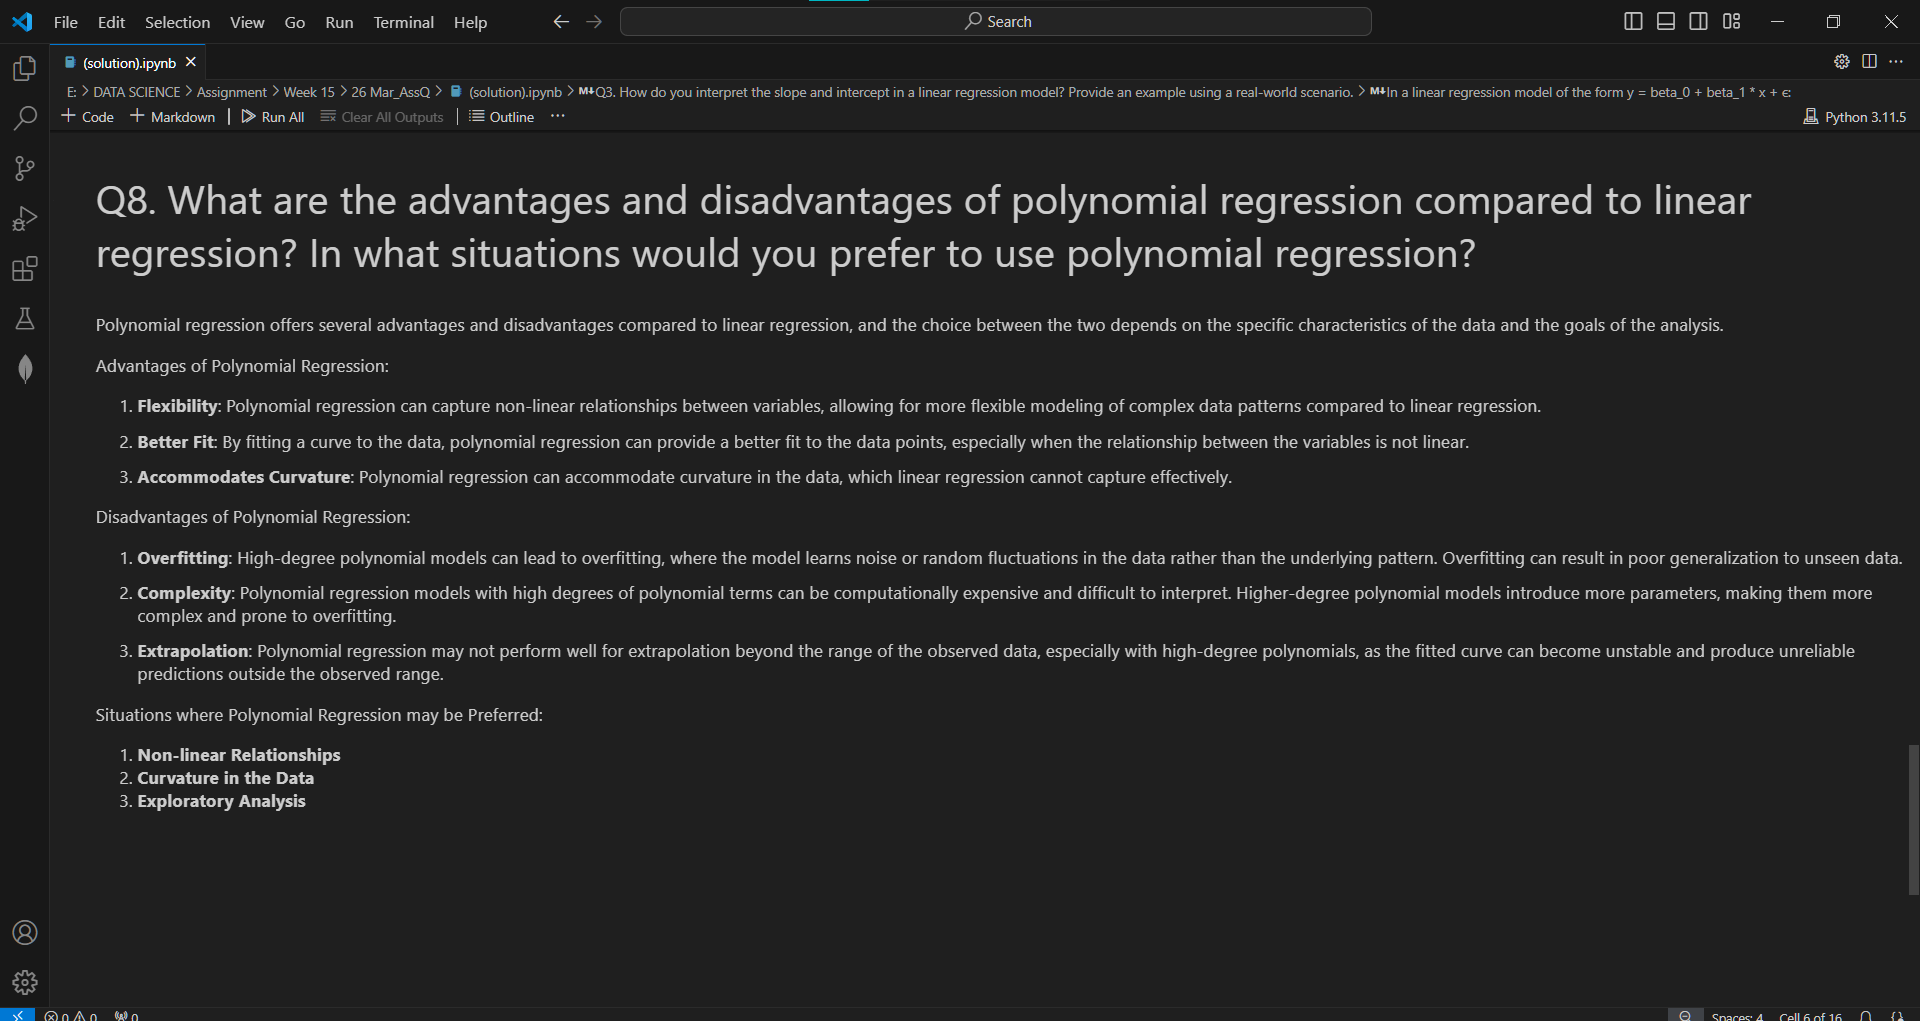 File Edit Selection View Go Run Terminal Help Search
(solution).ipynb
E: > DATA SCIENCE > Assignment > Week 15 > 26 Mar_AssQ > (solution).ipynb > M↓Q3. How do you interpret the slope and intercept in a linear regression model? Provide an example using a real-world scenario. > M↓In a linear regression model of the form y = beta_0 + beta_1 * x + ϵ:
+ Code + Markdown | Run All Clear All Outputs | Outline ··· Python 3.11.5
Q8. What are the advantages and disadvantages of polynomial regression compared to linear
regression? In what situations would you prefer to use polynomial regression?
Polynomial regression offers several advantages and disadvantages compared to linear regression, and the choice between the two depends on the specific characteristics of the data and the goals of the analysis.
Advantages of Polynomial Regression:
1. Flexibility: Polynomial regression can capture non-linear relationships between variables, allowing for more flexible modeling of complex data patterns compared to linear regression.
2. Better Fit: By fitting a curve to the data, polynomial regression can provide a better fit to the data points, especially when the relationship between the variables is not linear.
3. Accommodates Curvature: Polynomial regression can accommodate curvature in the data, which linear regression cannot capture effectively.
Disadvantages of Polynomial Regression:
1. Overfitting: High-degree polynomial models can lead to overfitting, where the model learns noise or random fluctuations in the data rather than the underlying pattern. Overfitting can result in poor generalization to unseen data.
2. Complexity: Polynomial regression models with high degrees of polynomial terms can be computationally expensive and difficult to interpret. Higher-degree polynomial models introduce more parameters, making them more
complex and prone to overfitting.
3. Extrapolation: Polynomial regression may not perform well for extrapolation beyond the range of the observed data, especially with high-degree polynomials, as the fitted curve can become unstable and produce unreliable
predictions outside the observed range.
Situations where Polynomial Regression may be Preferred:
1. Non-linear Relationships
2. Curvature in the Data
3. Exploratory Analysis
0 0 0 Spaces: 4 Cell 6 of 16